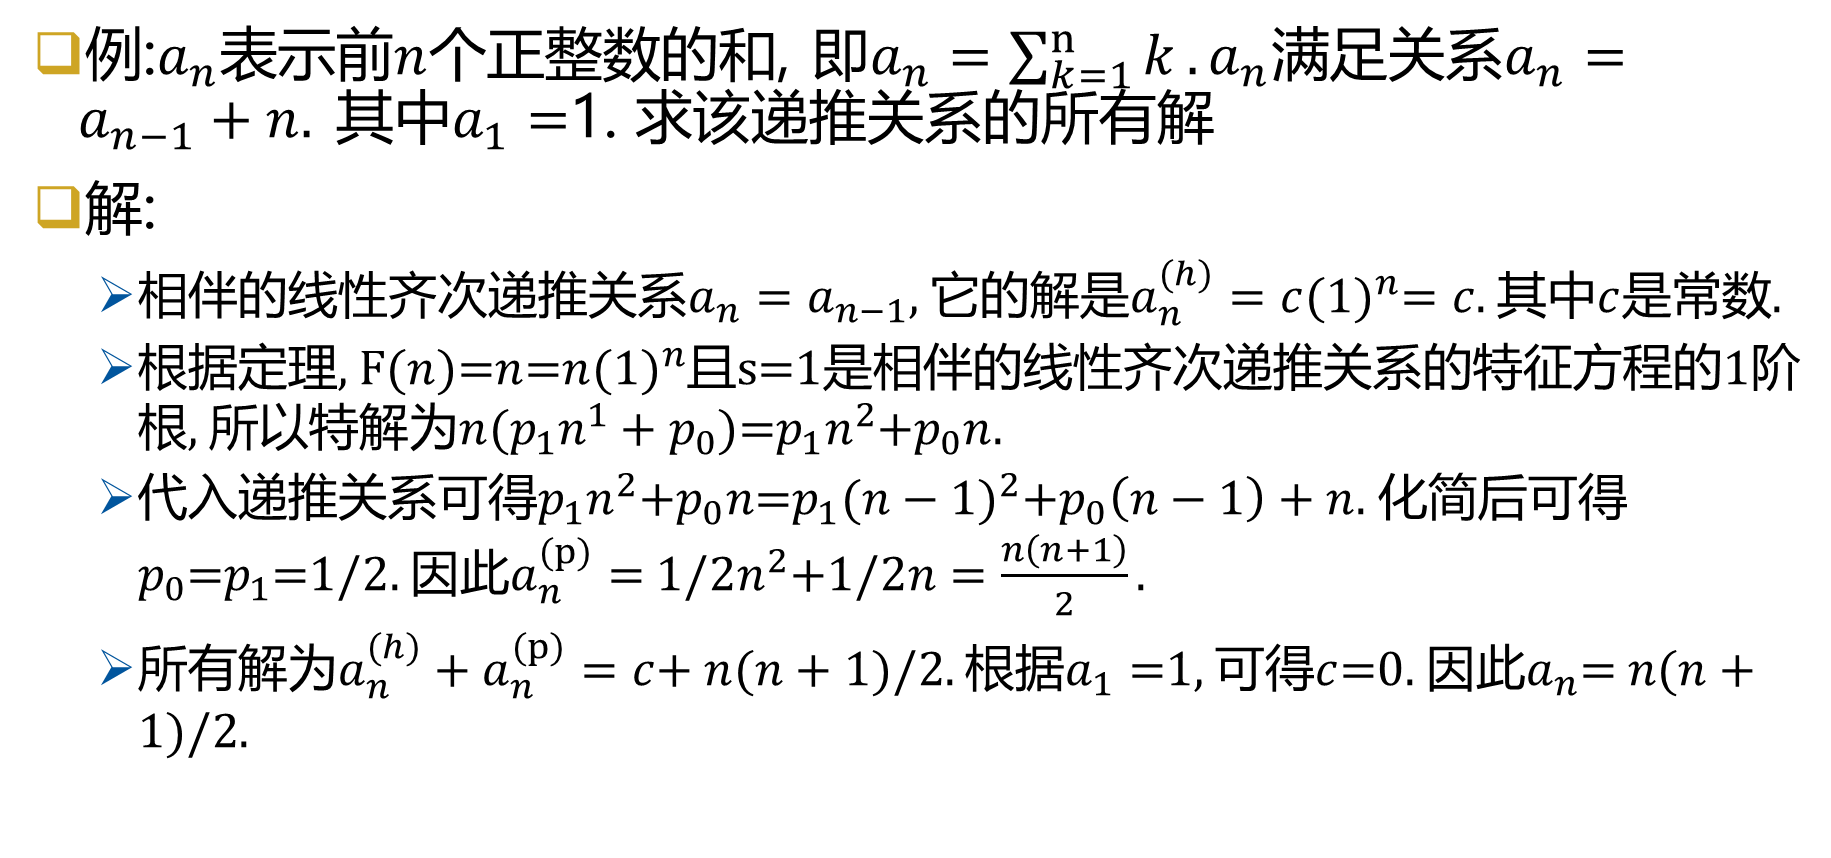 例:aₙ表示前n个正整数的和, 即aₙ = ∑ⁿₖ₌₁ k . aₙ满足关系aₙ =
aₙ₋₁ + n. 其中a₁ =1. 求该递推关系的所有解
解:
相伴的线性齐次递推关系aₙ = aₙ₋₁, 它的解是aₙ⁽ʰ⁾ = c(1)ⁿ= c. 其中c是常数.
根据定理, F(n)=n=n(1)ⁿ且s=1是相伴的线性齐次递推关系的特征方程的1阶
根, 所以特解为n(p₁n¹ + p₀)=p₁n²+p₀n.
代入递推关系可得p₁n²+p₀n=p₁(n − 1)²+p₀(n − 1) + n. 化简后可得
p₀=p₁=1/2. 因此aₙ⁽ᵖ⁾ = 1/2n²+1/2n = n(n+1)/2 .
所有解为aₙ⁽ʰ⁾ + aₙ⁽ᵖ⁾ = c+ n(n + 1)/2. 根据a₁ =1, 可得c=0. 因此aₙ= n(n +
1)/2.